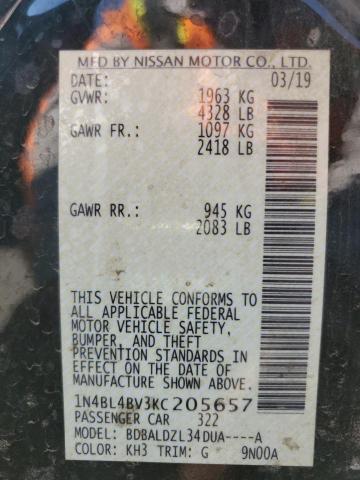 MFD BY NISSAN MOTOR CO., LTD.
DATE: 03/19
GVWR: 1963 KG
4328 LB
GAWR FR.: 1097 KG
2418 LB
GAWR RR.: 945 KG
2083 LB
THIS VEHICLE CONFORMS TO
ALL APPLICABLE FEDERAL
MOTOR VEHICLE SAFETY,
BUMPER, AND THEFT
PREVENTION STANDARDS IN
EFFECT ON THE DATE OF
MANUFACTURE SHOWN ABOVE.
1N4BL4BV3KC205657
PASSENGER CAR 322
MODEL: BDBALDZL34DUA----A
COLOR: KH3 TRIM: G 9N00A